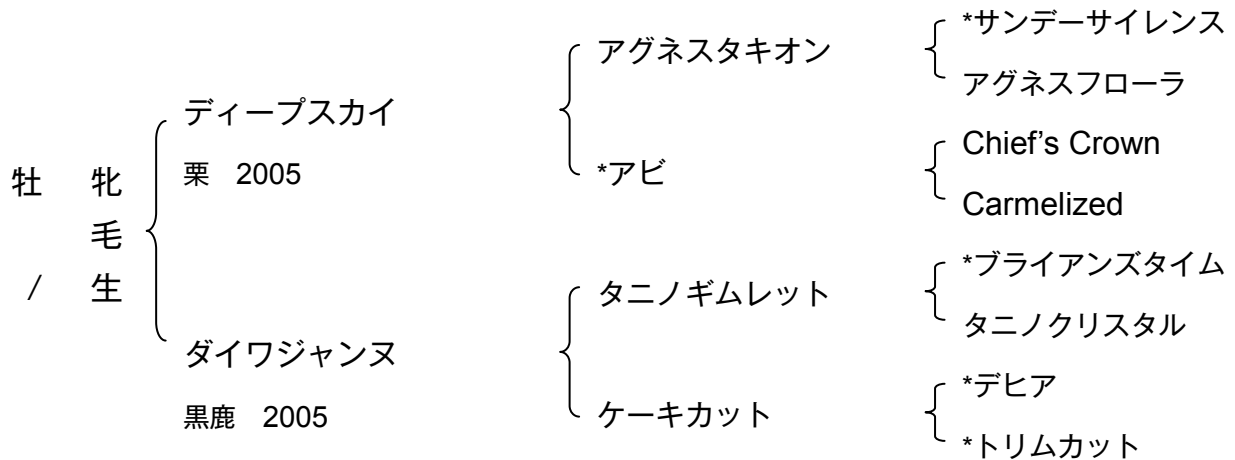 牡 牝
毛
/ 生
ディープスカイ
栗 2005
ダイワジャンヌ
黒鹿 2005
アグネスタキオン
*アビ
タニノギムレット
ケーキカット
*サンデーサイレンス
アグネスフローラ
Chief's Crown
Carmelized
*ブライアンズタイム
タニノクリスタル
*デヒア
*トリムカット